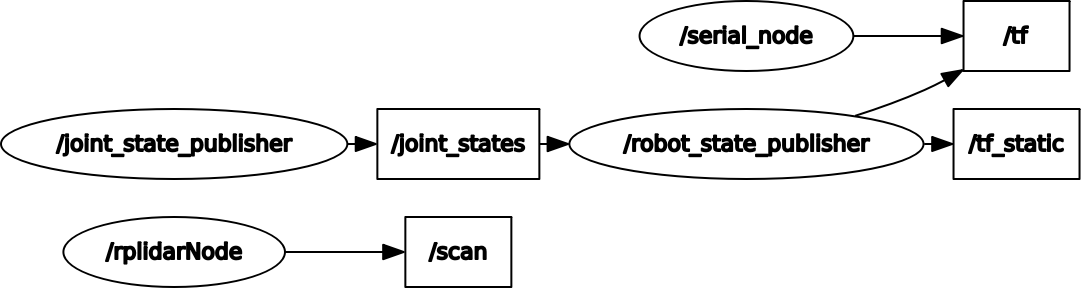 /serial_node
/tf
/joint_state_publisher
/joint_states
/robot_state_publisher
/tf_static
/rplidarNode
/scan